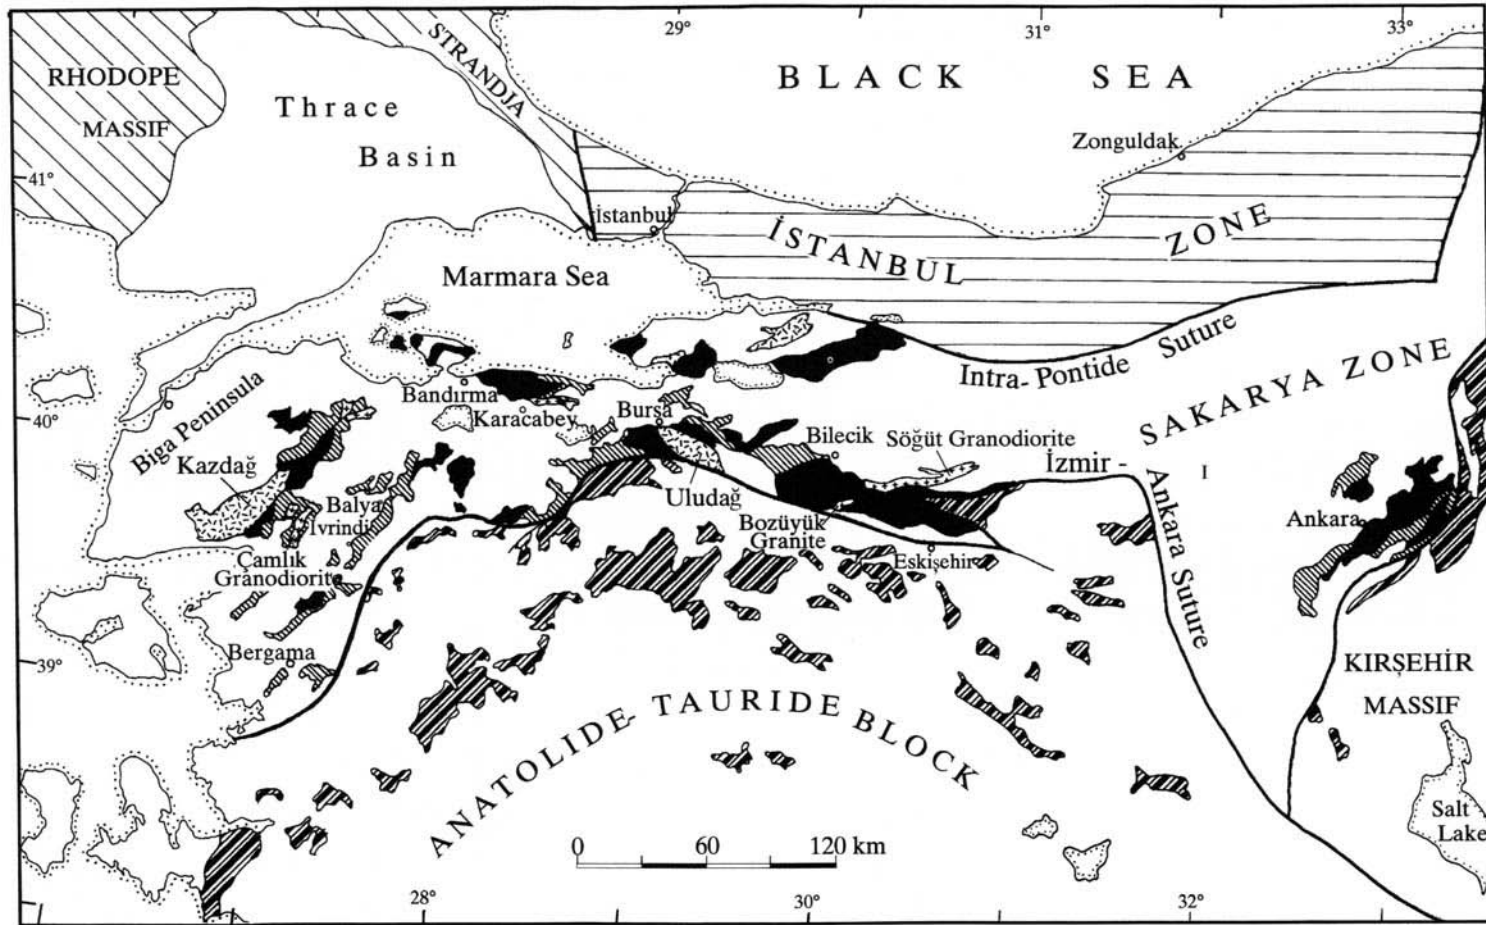 29°
31°
33°
RHODOPE
MASSIF
STRANDJA
Thrace
Basin
BLACK SEA
Zonguldak
41°
İstanbul
İSTANBUL ZONE
Marmara Sea
Intra-Pontide Suture
SAKARYA ZONE
Biga Peninsula
Bandırma
Karacabey
Bursa
Bilecik
Söğüt Granodiorite
40°
Kazdağ
Balya
İvrindi
Uludağ
İzmir - Ankara Suture
I
Ankara
Bozüyük
Granite
Eskişehir
Çamlık
Granodiorite
Bergama
39°
KIRŞEHİR
MASSIF
ANATOLIDE-TAURIDE BLOCK
Salt
Lake
0 60 120 km
28°
30°
32°